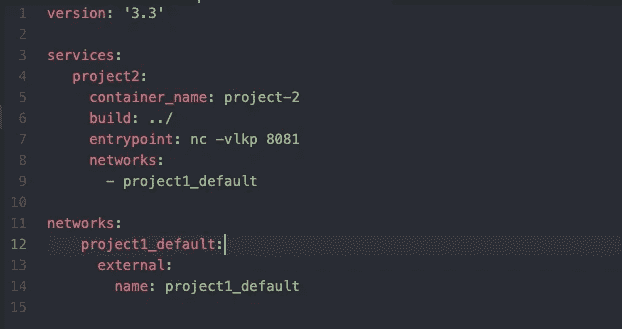 1 version: '3.3'
2
3 services:
4 project2:
5 container_name: project-2
6 build: ../
7 entrypoint: nc -vlkp 8081
8 networks:
9 - project1_default
10
11 networks:
12 project1_default:
13 external:
14 name: project1_default
15